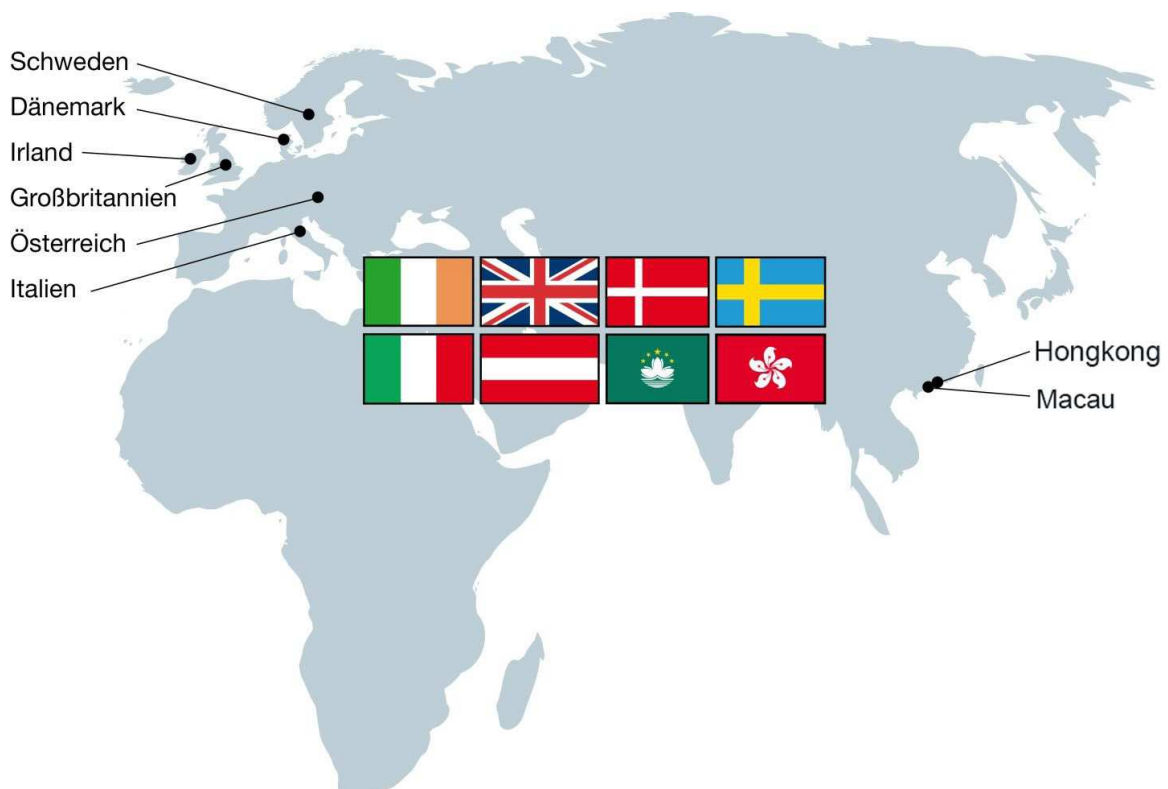 Schweden
Dänemark
Irland
Großbritannien
Österreich
Italien
Hongkong
Macau